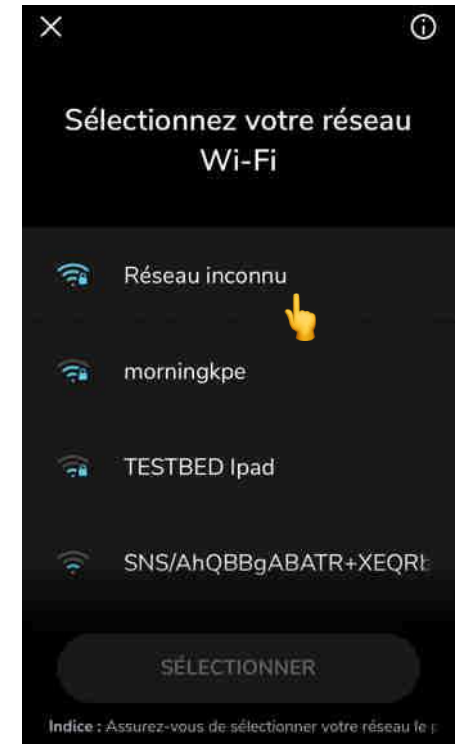 Sélectionnez votre réseau
Wi-Fi
Réseau inconnu
morningkpe
TESTBED Ipad
SNS/AhQBBgABATR+XEQR
SÉLECTIONNER
Indice : Assurez-vous de sélectionner votre réseau le